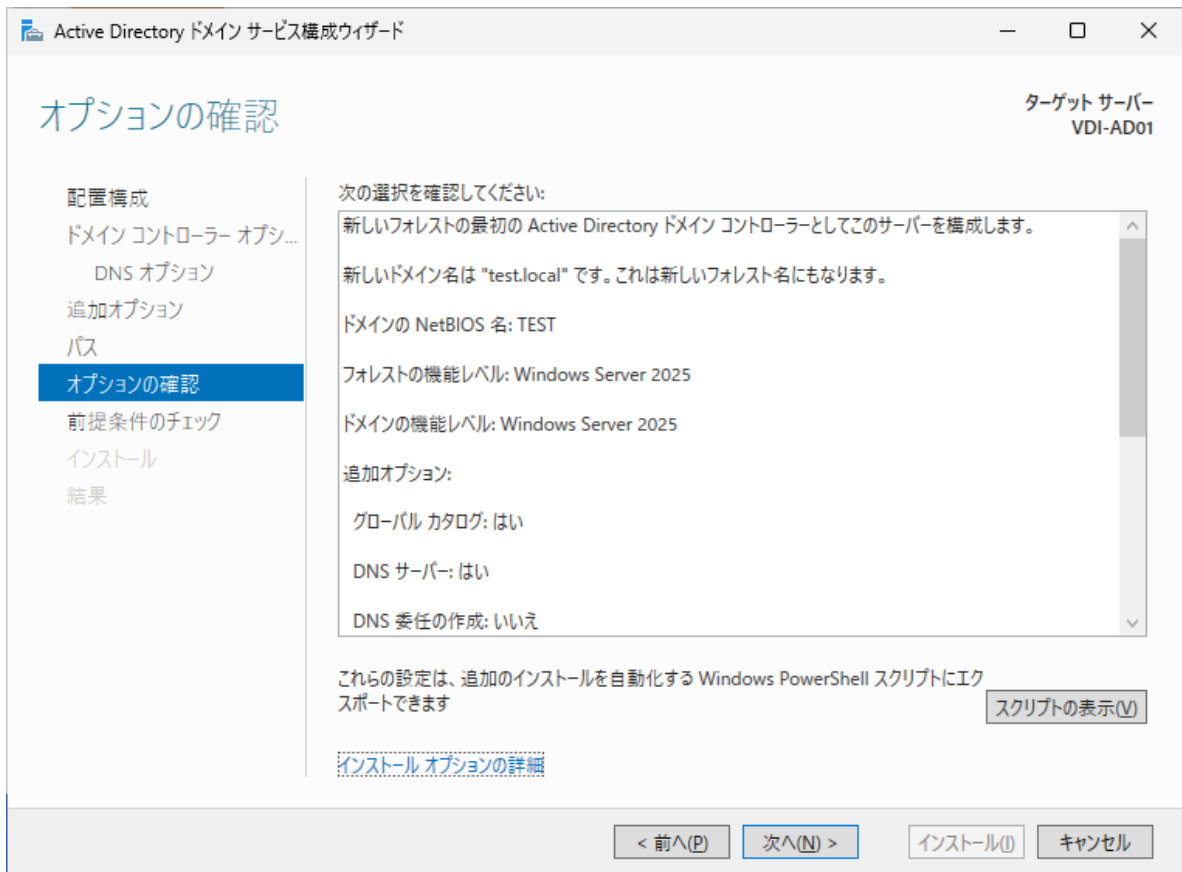 Active Directory ドメイン サービス構成ウィザード
オプションの確認
ターゲット サーバー
VDI-AD01
配置構成
ドメイン コントローラー オプシ...
DNS オプション
追加オプション
パス
オプションの確認
前提条件のチェック
インストール
結果
次の選択を確認してください:
新しいフォレストの最初の Active Directory ドメイン コントローラーとしてこのサーバーを構成します。
新しいドメイン名は "test.local" です。これは新しいフォレスト名にもなります。
ドメインの NetBIOS 名: TEST
フォレストの機能レベル: Windows Server 2025
ドメインの機能レベル: Windows Server 2025
追加オプション:
グローバル カタログ: はい
DNS サーバー: はい
DNS 委任の作成: いいえ
これらの設定は、追加のインストールを自動化する Windows PowerShell スクリプトにエク
スポートできます
スクリプトの表示(V)
インストール オプションの詳細
< 前へ(P)
次へ(N) >
インストール(I)
キャンセル